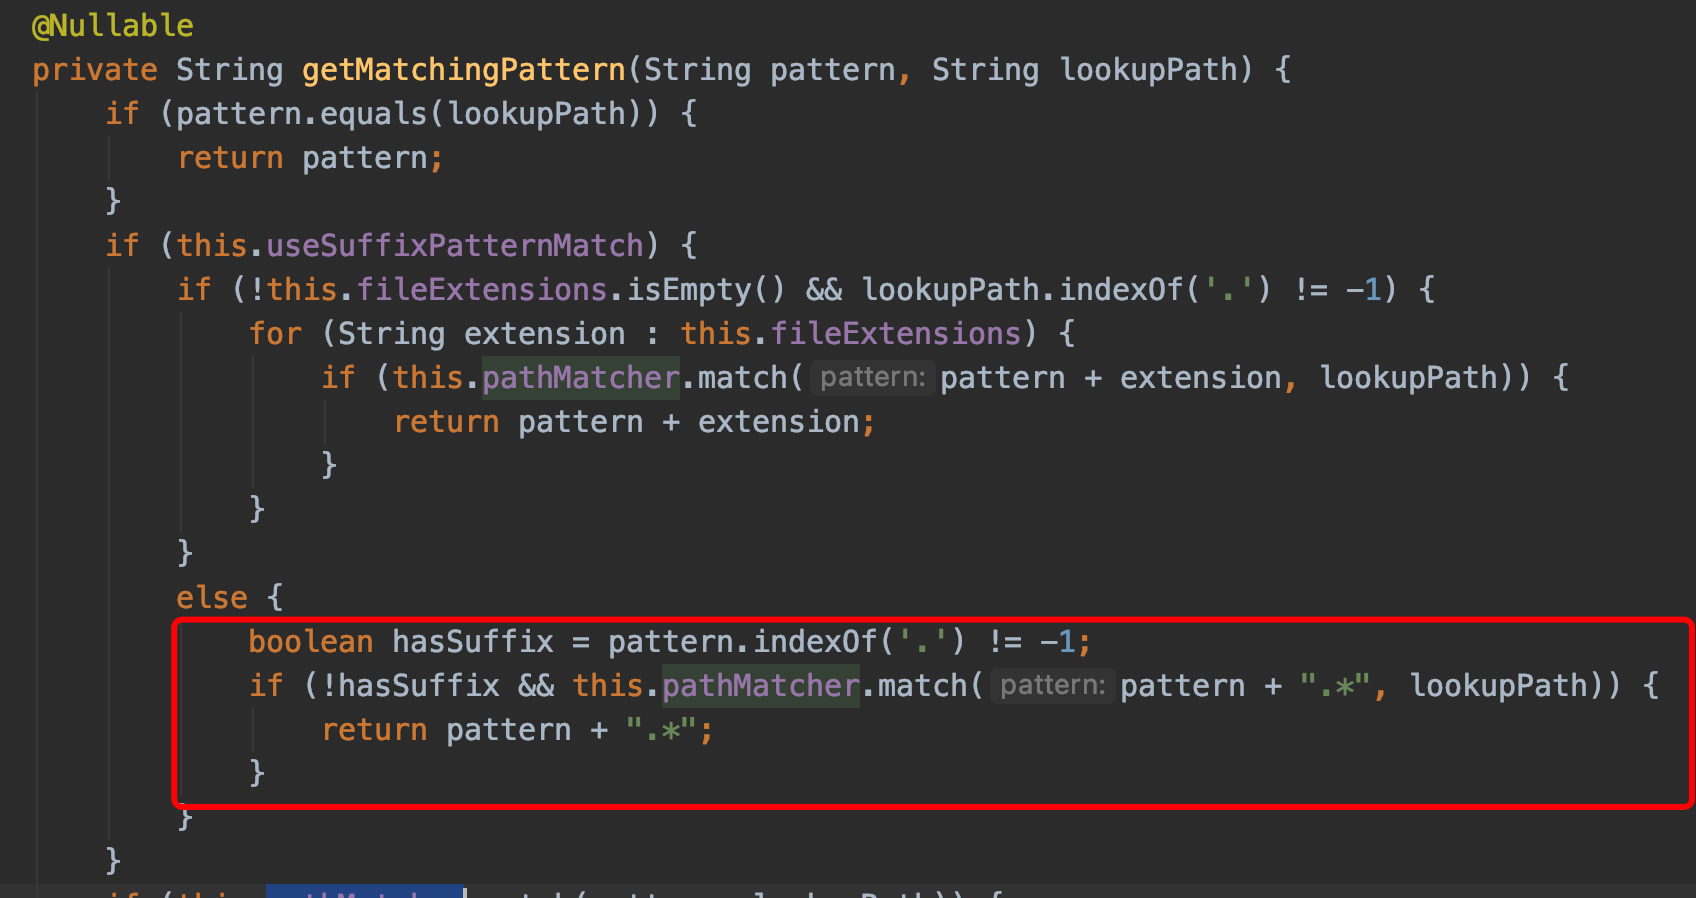 @Nullable
private String getMatchingPattern(String pattern, String lookupPath) {
    if (pattern.equals(lookupPath)) {
        return pattern;
    }
    if (this.useSuffixPatternMatch) {
        if (!this.fileExtensions.isEmpty() && lookupPath.indexOf('.') != -1) {
            for (String extension : this.fileExtensions) {
                if (this.pathMatcher.match( pattern: pattern + extension, lookupPath)) {
                    return pattern + extension;
                }
            }
        }
        else {
            boolean hasSuffix = pattern.indexOf('.') != -1;
            if (!hasSuffix && this.pathMatcher.match( pattern: pattern + ".*", lookupPath)) {
                return pattern + ".*";
            }
        }
    }